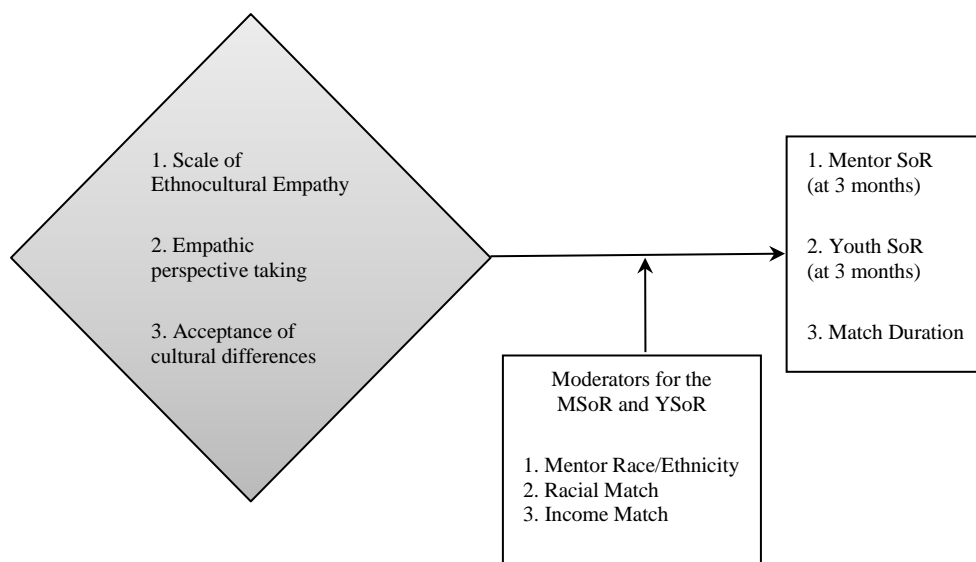 1. Scale of
Ethnocultural Empathy
2. Empathic
perspective taking
3. Acceptance of
cultural differences
1. Mentor SoR
(at 3 months)
2. Youth SoR
(at 3 months)
3. Match Duration
Moderators for the
MSoR and YSoR
1. Mentor Race/Ethnicity
2. Racial Match
3. Income Match